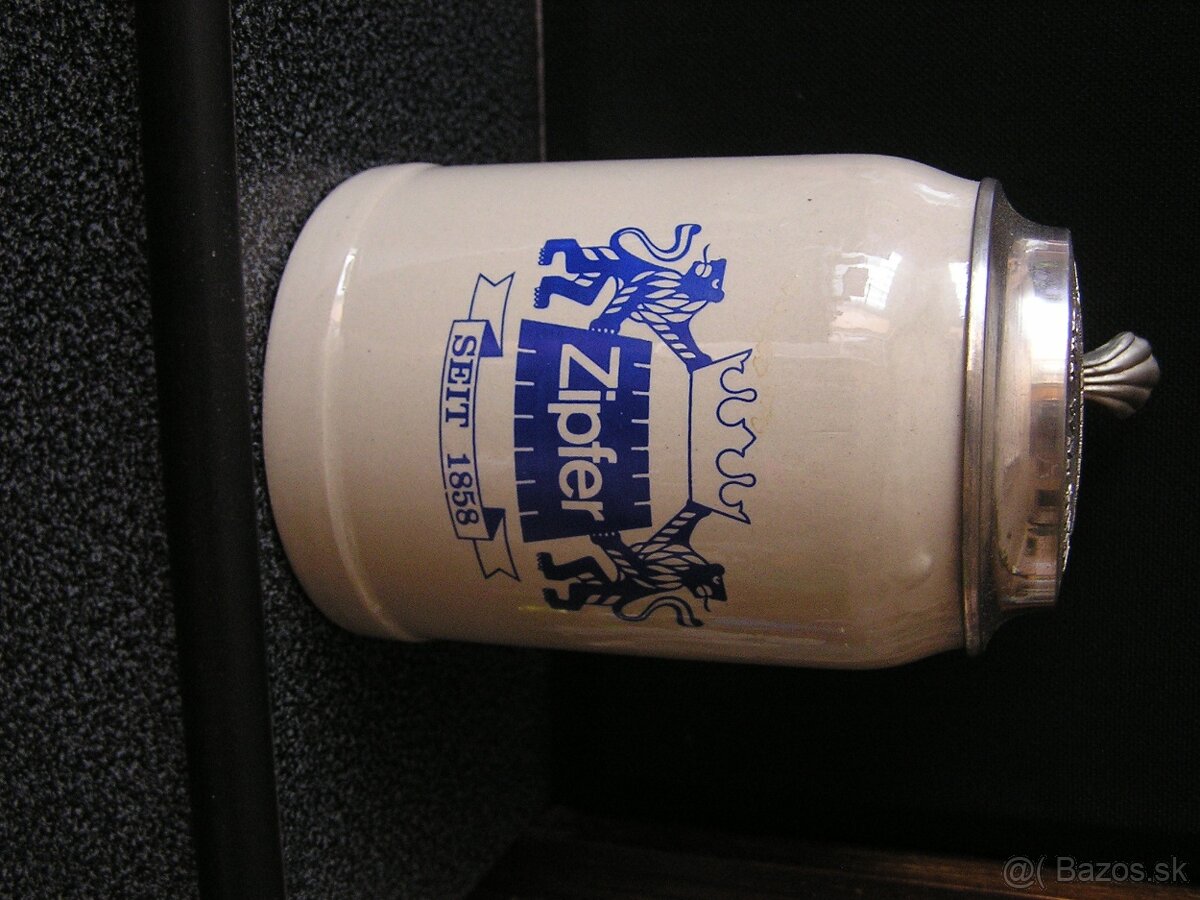 Zipfer
SEIT 1858
@( Bazos.sk